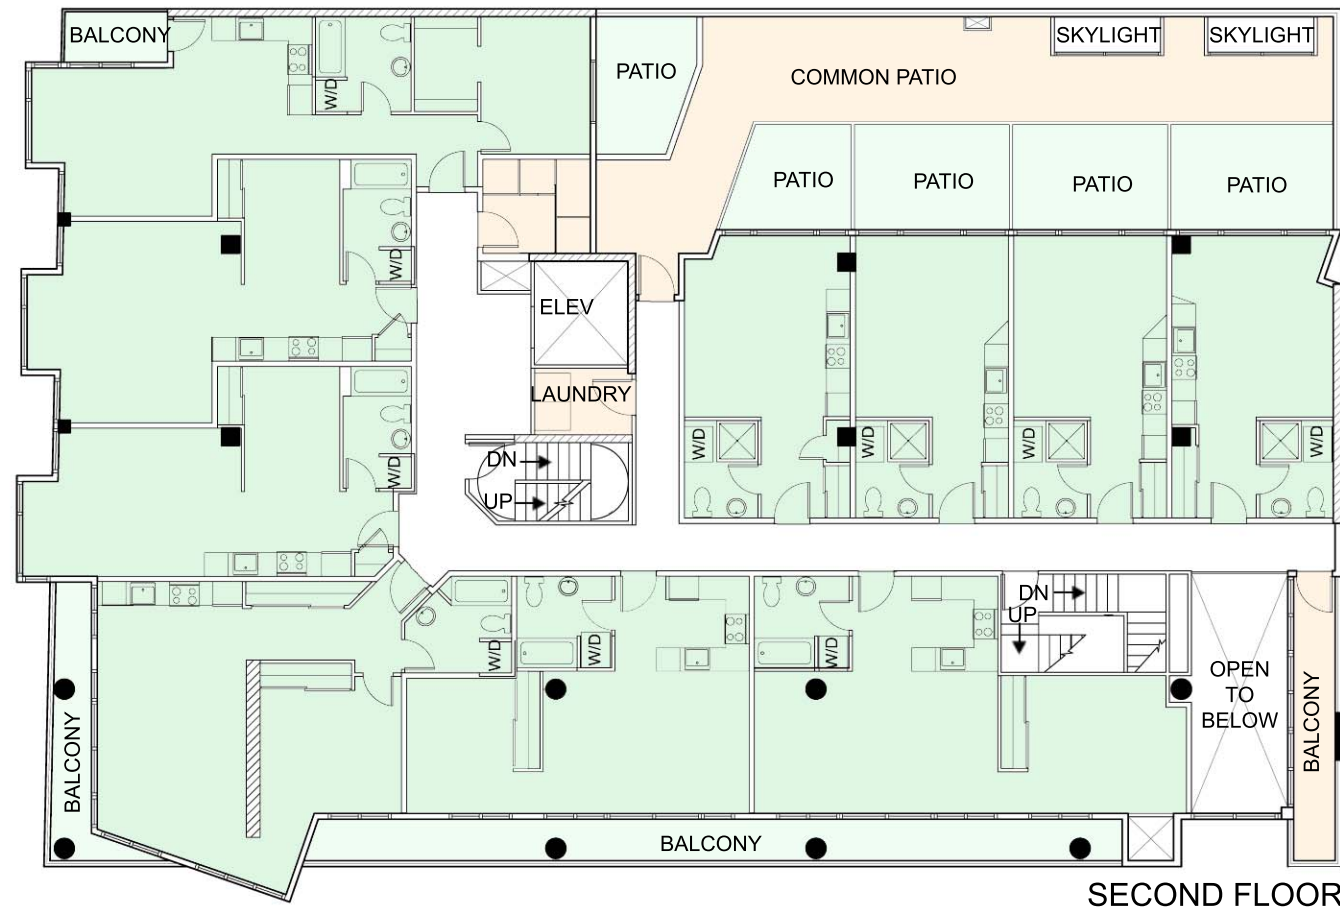 BALCONY
SKYLIGHT
SKYLIGHT
PATIO
COMMON PATIO
W/D
PATIO
PATIO
PATIO
PATIO
W/D
ELEV
LAUNDRY
W/D
DN
UP
W/D
W/D
W/D
W/D
DN
UP
W/D
W/D
W/D
OPEN
TO
BELOW
BALCONY
BALCONY
BALCONY
SECOND FLOOR